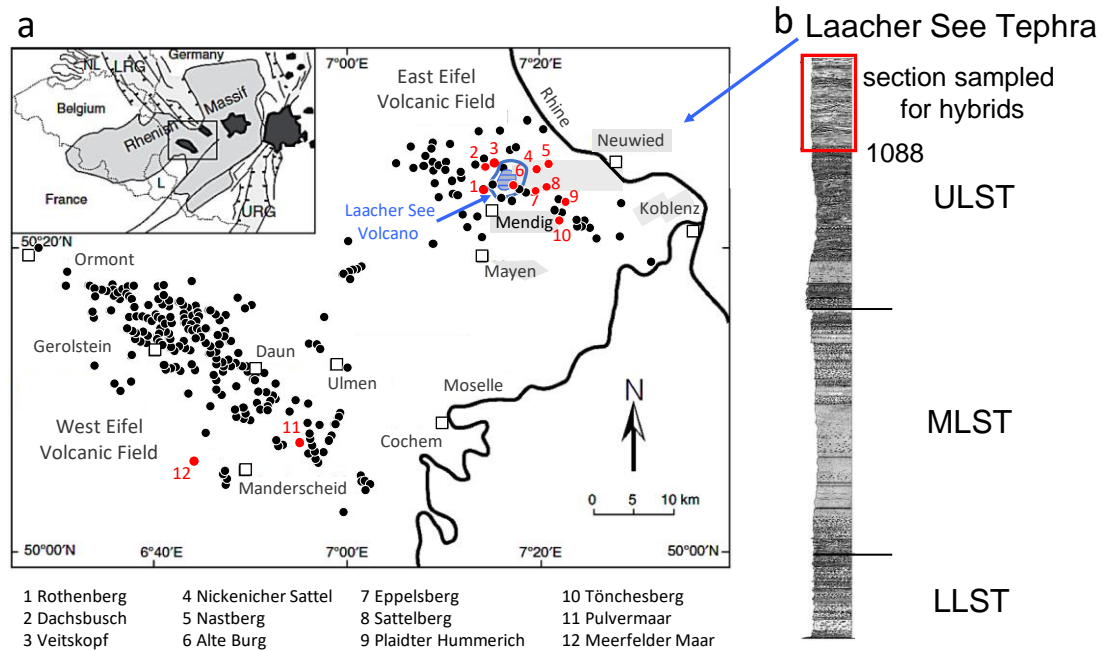 a
b Laacher See Tephra
NL
LRG
Germany
Belgium
Rhenish Massif
France
L
URG
7°00'E
7°20'E
East Eifel
Volcanic Field
Rhine
Neuwied
2
3
4
5
1
6
7
8
9
10
Koblenz
Laacher See
Volcano
Mendig
Mayen
50°20'N
Ormont
Gerolstein
Daun
Ulmen
Moselle
Cochem
West Eifel
Volcanic Field
11
12
Manderscheid
N
0 5 10 km
50°00'N
6°40'E
7°00'E
7°20'E
50°00'N
section sampled
for hybrids
1088
ULST
MLST
LLST
1 Rothenberg
2 Dachsbusch
3 Veitskopf
4 Nickenicher Sattel
5 Nastberg
6 Alte Burg
7 Eppelsberg
8 Sattelberg
9 Plaidter Hummerich
10 Tönchesberg
11 Pulvermaar
12 Meerfelder Maar